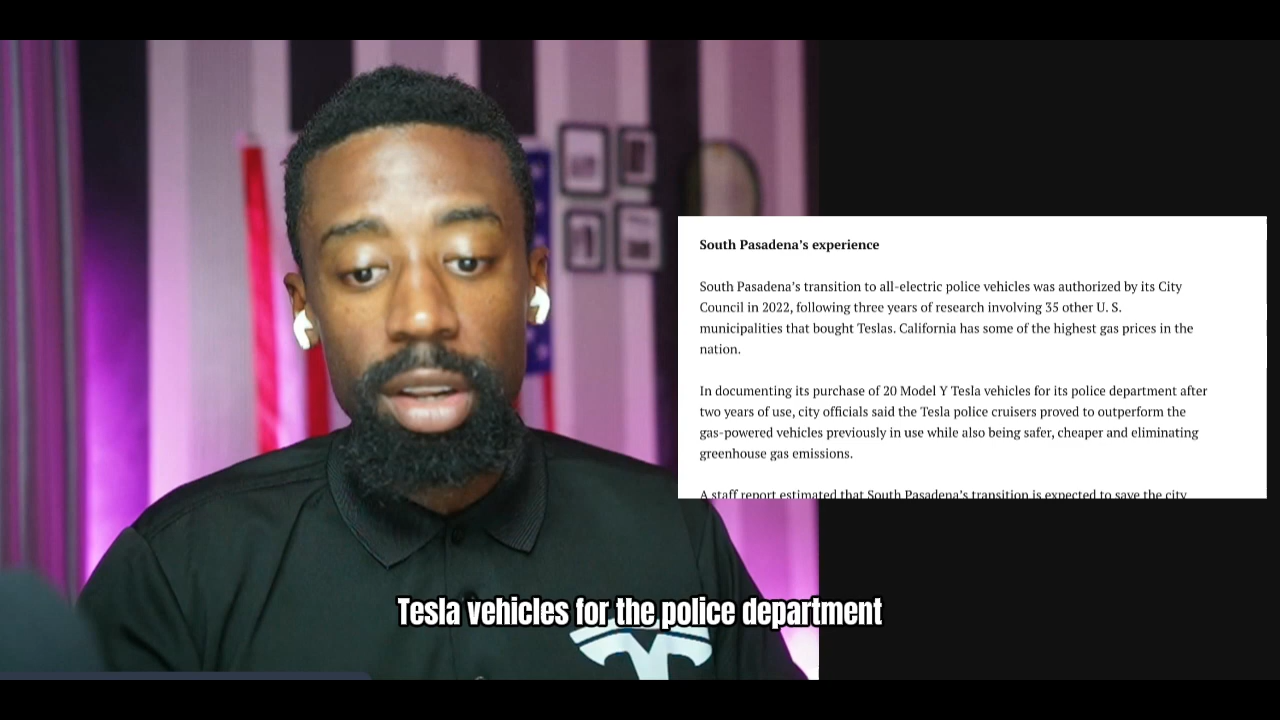 South Pasadena's experience
South Pasadena's transition to all-electric police vehicles was authorized by its City
Council in 2022, following three years of research involving 35 other U. S.
municipalities that bought Teslas. California has some of the highest gas prices in the
nation.
In documenting its purchase of 20 Model Y Tesla vehicles for its police department after
two years of use, city officials said the Tesla police cruisers proved to outperform the
gas-powered vehicles previously in use while also being safer, cheaper and eliminating
greenhouse gas emissions.
A staff report estimated that South Pasadena's transition is expected to save the city
Tesla vehicles for the police department